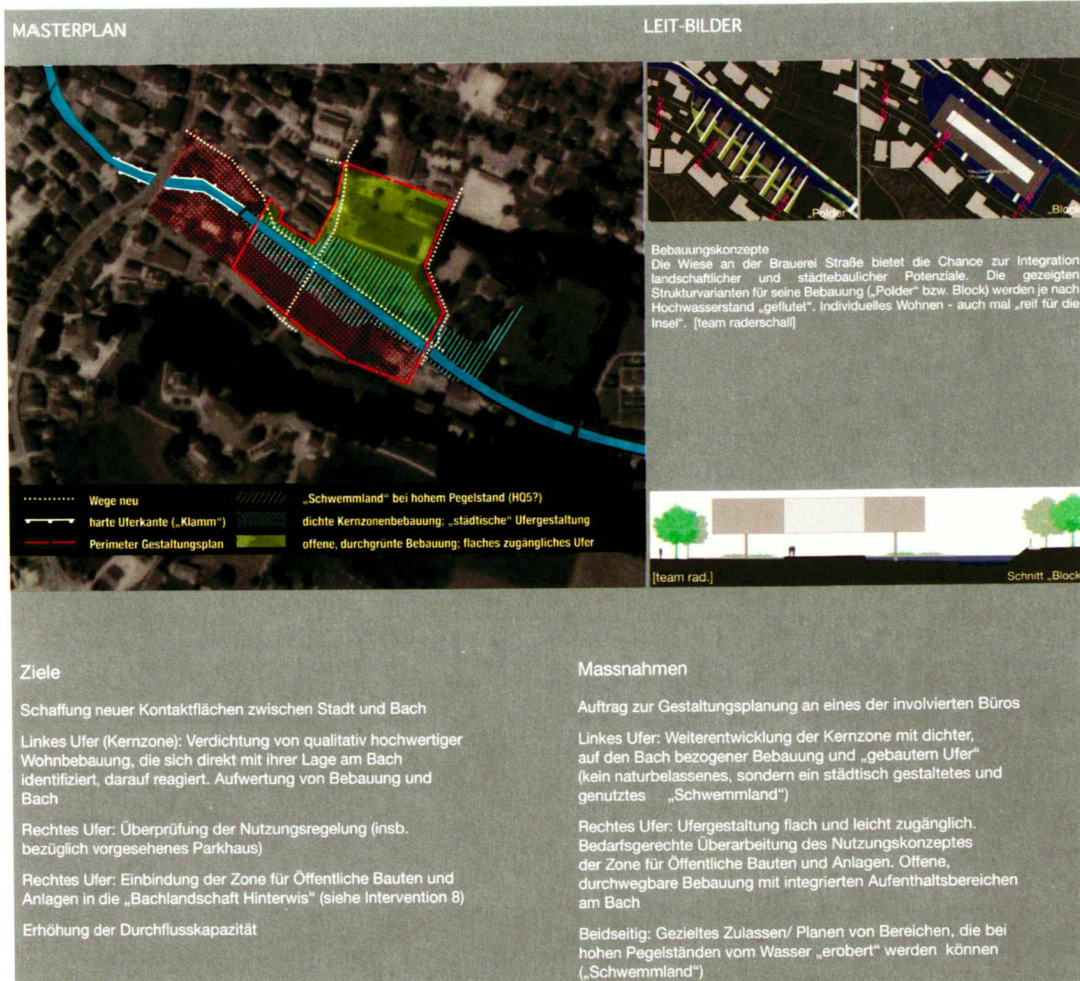 MASTERPLAN
LEIT-BILDER
„Polder“
„Block
Bebauungskonzepte
Die Wiese an der Brauerei Straße bietet die Chance zur Integration
landschaftlicher und städtebaulicher Potenziale. Die gezeigten
Strukturvarianten für seine Bebauung („Polder“ bzw. Block) werden je nach
Hochwasserstand „geflutet“. Individuelles Wohnen - auch mal „reif für die
Insel“. [team raderschall]
Wege neu
harte Uferkante („Klamm“)
Perimeter Gestaltungsplan
„Schwemmland“ bei hohem Pegelstand (HQ5?)
dichte Kernzonenbebauung; „städtische“ Ufergestaltung
offene, durchgrünte Bebauung; flaches zugängliches Ufer
[team rad.]
Schnitt „Block
Ziele
Schaffung neuer Kontaktflächen zwischen Stadt und Bach
Linkes Ufer (Kernzone): Verdichtung von qualitativ hochwertiger
Wohnbebauung, die sich direkt mit ihrer Lage am Bach
identifiziert, darauf reagiert. Aufwertung von Bebauung und
Bach
Rechtes Ufer: Überprüfung der Nutzungsregelung (insb.
bezüglich vorgesehenes Parkhaus)
Rechtes Ufer: Einbindung der Zone für Öffentliche Bauten und
Anlagen in die „Bachlandschaft Hinterwis“ (siehe Intervention 8)
Erhöhung der Durchflusskapazität
Massnahmen
Auftrag zur Gestaltungsplanung an eines der involvierten Büros
Linkes Ufer: Weiterentwicklung der Kernzone mit dichter,
auf den Bach bezogener Bebauung und „gebautem Ufer“
(kein naturbelassenes, sondern ein städtisch gestaltetes und
genutztes „Schwemmland“)
Rechtes Ufer: Ufergestaltung flach und leicht zugänglich.
Bedarfsgerechte Überarbeitung des Nutzungskonzeptes
der Zone für Öffentliche Bauten und Anlagen. Offene,
durchwegbare Bebauung mit integrierten Aufenthaltsbereichen
am Bach
Beidseitig: Gezieltes Zulassen/ Planen von Bereichen, die bei
hohen Pegelständen vom Wasser „erobert“ werden können
(„Schwemmland“)